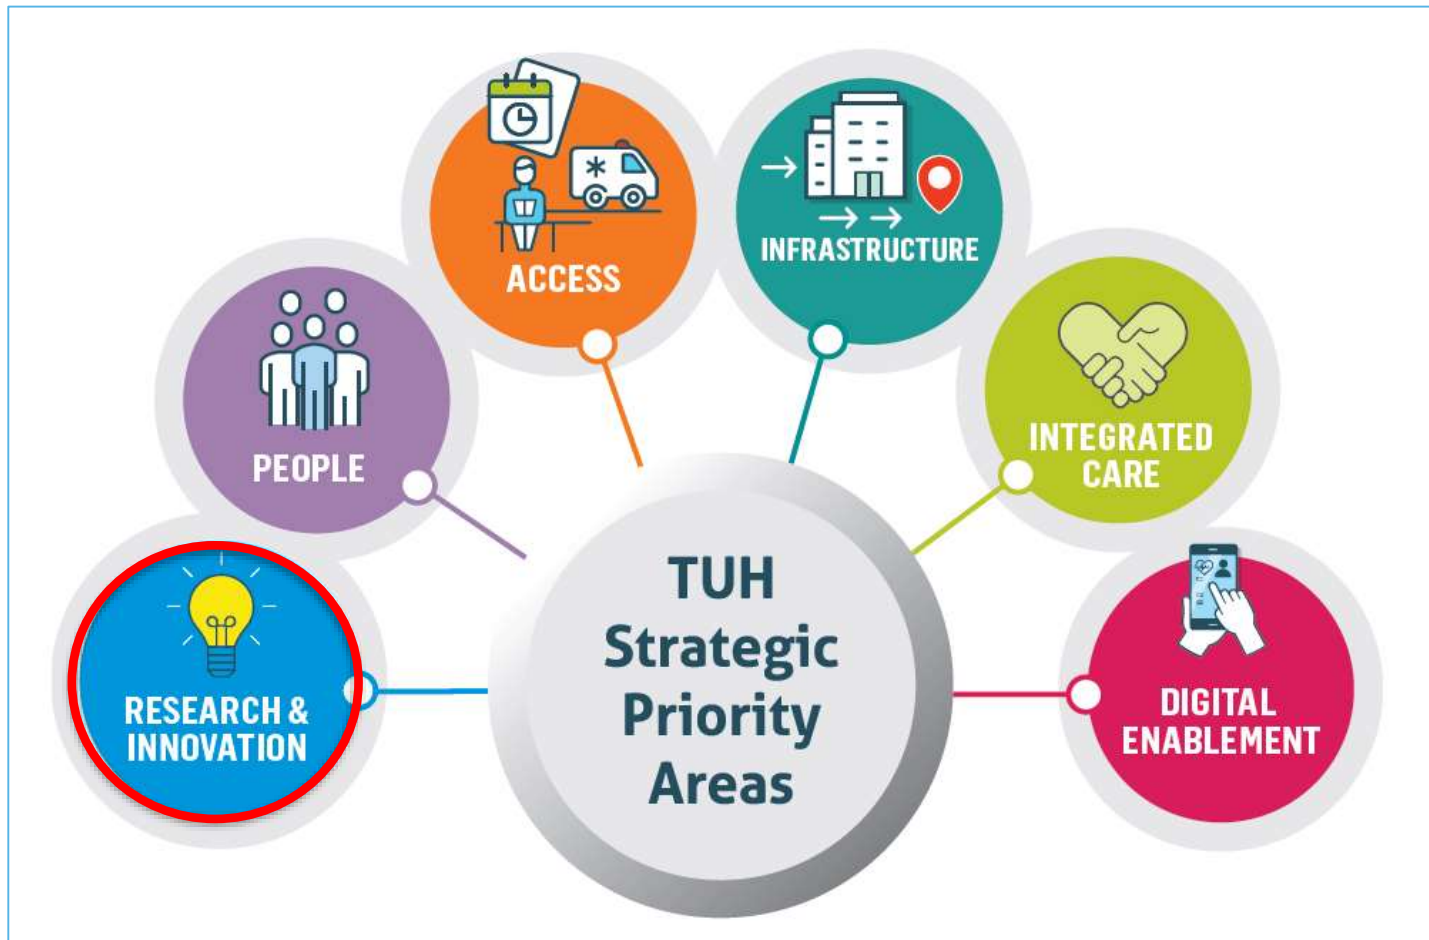 ACCESS
INFRASTRUCTURE
PEOPLE
INTEGRATED
CARE
RESEARCH &
INNOVATION
TUH
Strategic
Priority
Areas
DIGITAL
ENABLEMENT